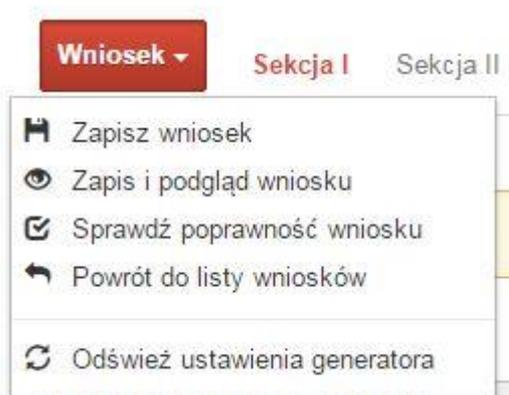 Wniosek Sekcja I Sekcja II
Zapisz wniosek
Zapis i podgląd wniosku
Sprawdź poprawność wniosku
Powrót do listy wniosków
Odśwież ustawienia generatora